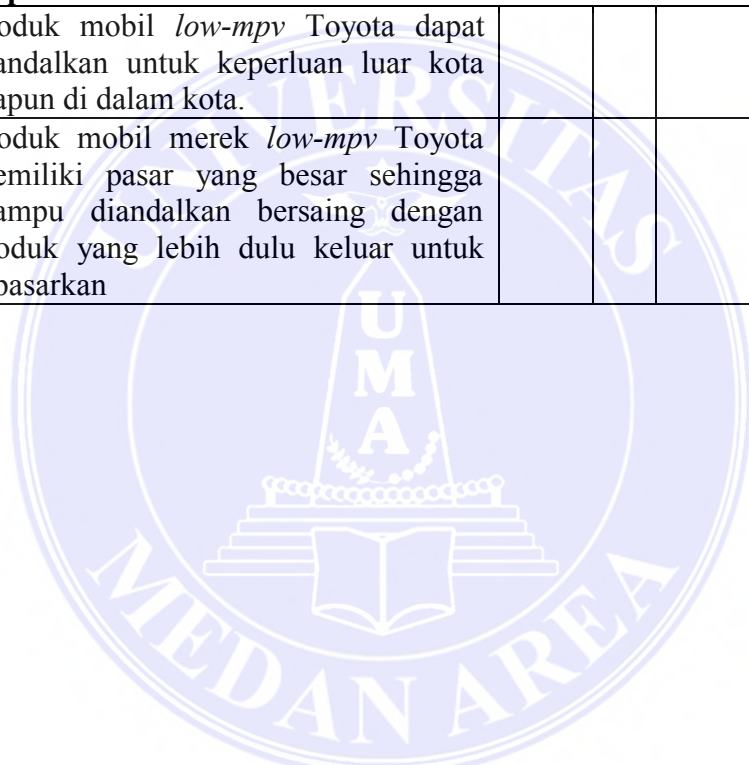 oduk mobil low-mpv Toyota dapat
andalkan untuk keperluan luar kota
apun di dalam kota.
oduk mobil merek low-mpv Toyota
emiliki pasar yang besar sehingga
ampu diandalkan bersaing dengan
oduk yang lebih dulu keluar untuk
pasarkan
UNIVERSITAS
UMA
MEDAN AREA